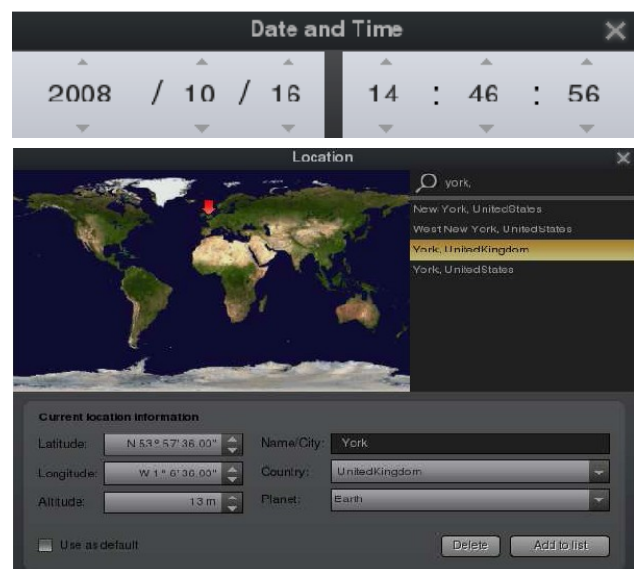 Date and Time
2008 / 10 / 16 14 : 46 : 56
Location
york,
New York, UnitedStates
West New York, UnitedStates
York, UnitedKingdom
York, UnitedStates
Current location information
Latitude: N 53° 57' 36.00" Name/City: York
Longitude: W 1° 6' 36.00" Country: UnitedKingdom
Altitude: 13 m Planet: Earth
Use as default Delete Add to list